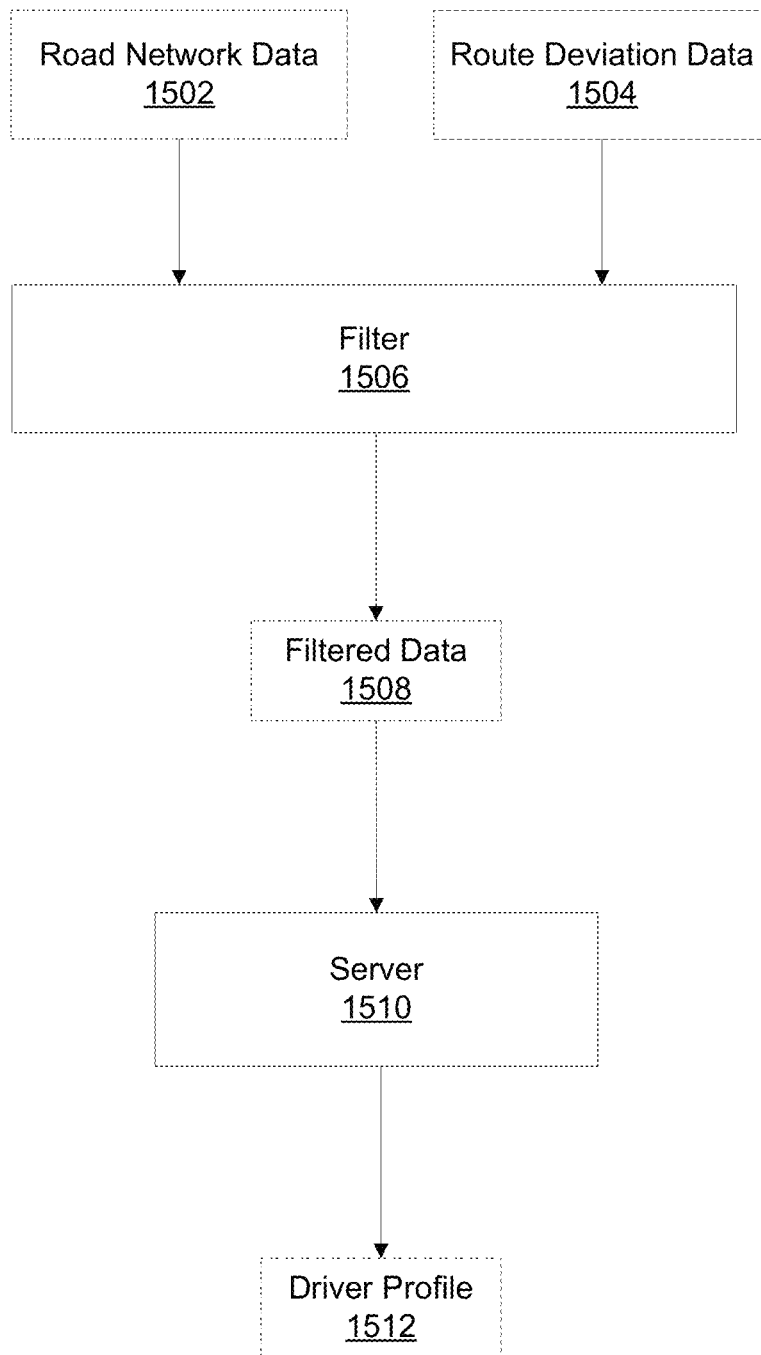 Road Network Data
1502
Route Deviation Data
1504
Filter
1506
Filtered Data
1508
Server
1510
Driver Profile
1512